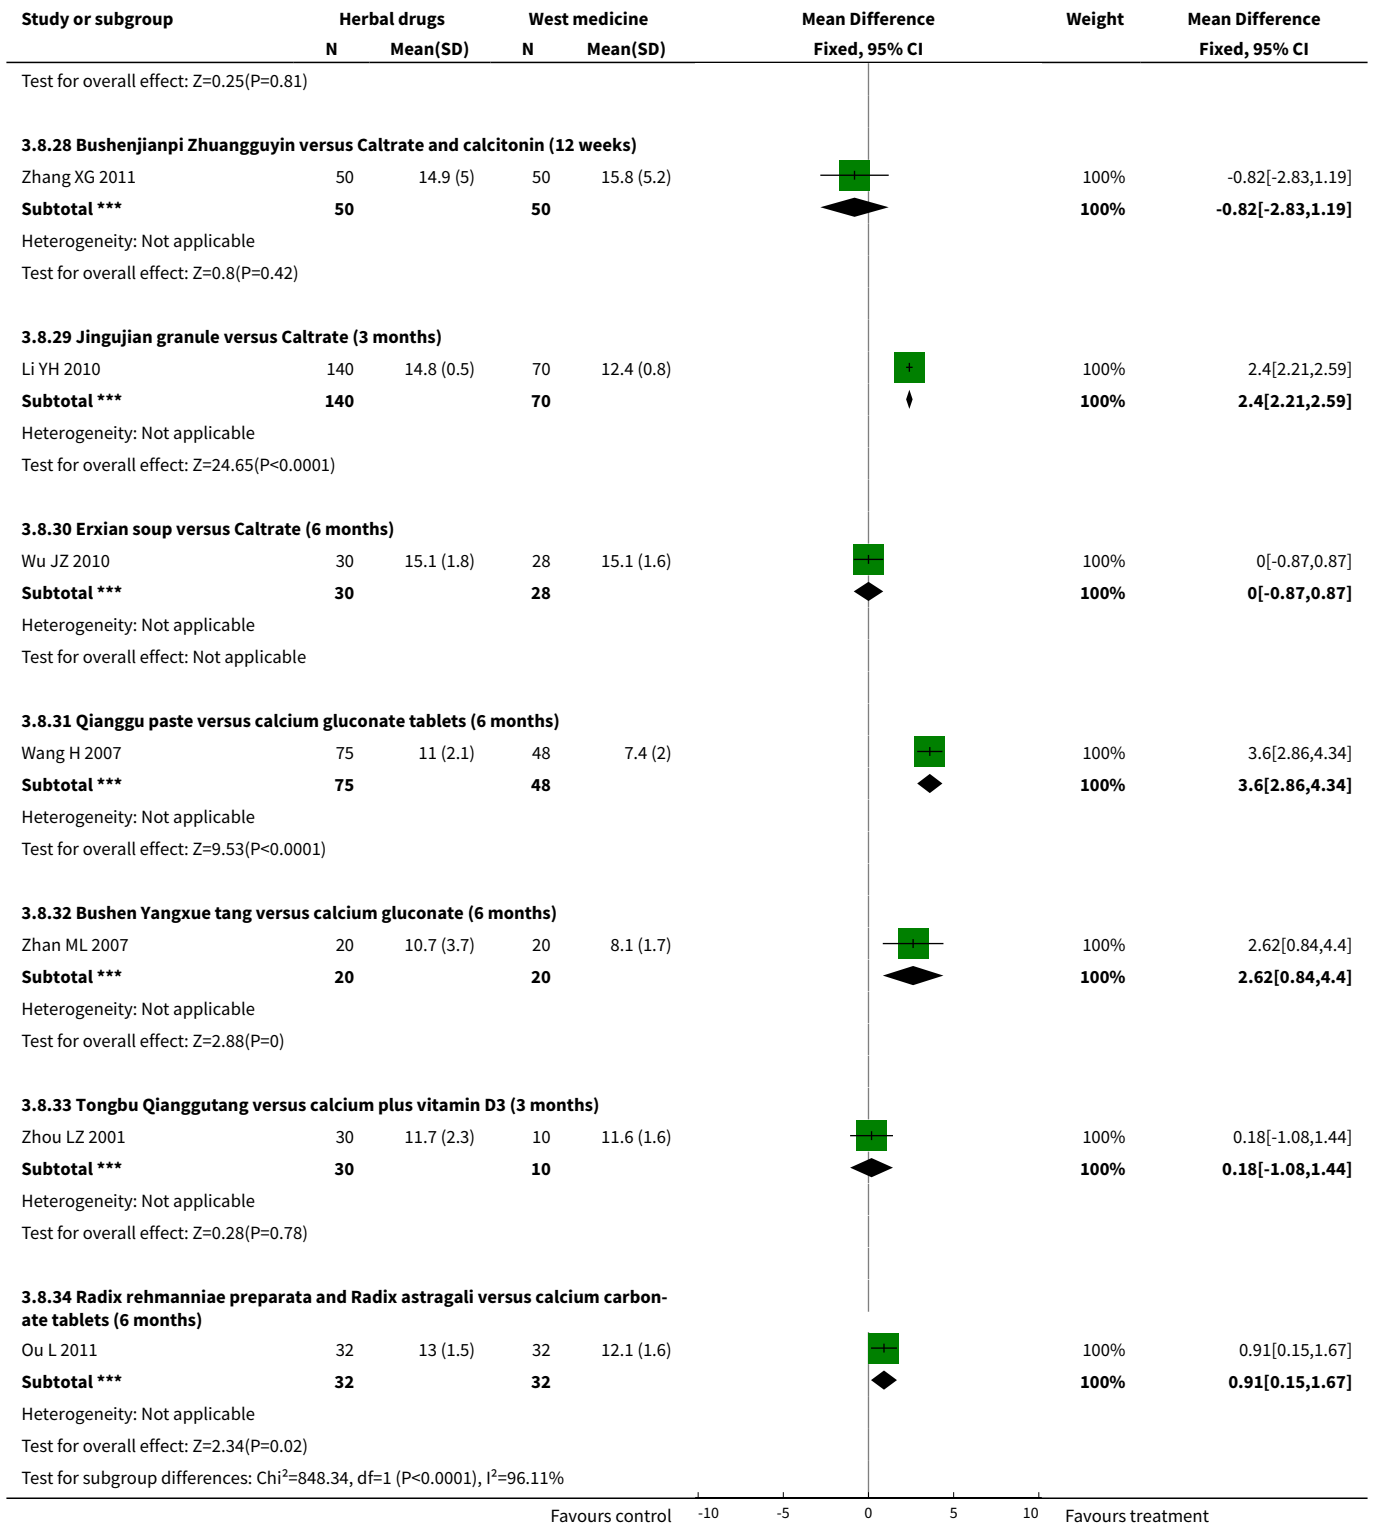 Study or subgroup Herbal drugs West medicine Mean Difference Weight Mean Difference
N Mean(SD) N Mean(SD) Fixed, 95% CI Fixed, 95% CI
Test for overall effect: Z=0.25(P=0.81)
3.8.28 Bushenjianpi Zhuangguyin versus Caltrate and calcitonin (12 weeks)
Zhang XG 2011 50 14.9 (5) 50 15.8 (5.2) 100% -0.82[-2.83,1.19]
Subtotal *** 50 50 100% -0.82[-2.83,1.19]
Heterogeneity: Not applicable
Test for overall effect: Z=0.8(P=0.42)
3.8.29 Jingujian granule versus Caltrate (3 months)
Li YH 2010 140 14.8 (0.5) 70 12.4 (0.8) 100% 2.4[2.21,2.59]
Subtotal *** 140 70 100% 2.4[2.21,2.59]
Heterogeneity: Not applicable
Test for overall effect: Z=24.65(P<0.0001)
3.8.30 Erxian soup versus Caltrate (6 months)
Wu JZ 2010 30 15.1 (1.8) 28 15.1 (1.6) 100% 0[-0.87,0.87]
Subtotal *** 30 28 100% 0[-0.87,0.87]
Heterogeneity: Not applicable
Test for overall effect: Not applicable
3.8.31 Qianggu paste versus calcium gluconate tablets (6 months)
Wang H 2007 75 11 (2.1) 48 7.4 (2) 100% 3.6[2.86,4.34]
Subtotal *** 75 48 100% 3.6[2.86,4.34]
Heterogeneity: Not applicable
Test for overall effect: Z=9.53(P<0.0001)
3.8.32 Bushen Yangxue tang versus calcium gluconate (6 months)
Zhan ML 2007 20 10.7 (3.7) 20 8.1 (1.7) 100% 2.62[0.84,4.4]
Subtotal *** 20 20 100% 2.62[0.84,4.4]
Heterogeneity: Not applicable
Test for overall effect: Z=2.88(P=0)
3.8.33 Tongbu Qianggutang versus calcium plus vitamin D3 (3 months)
Zhou LZ 2001 30 11.7 (2.3) 10 11.6 (1.6) 100% 0.18[-1.08,1.44]
Subtotal *** 30 10 100% 0.18[-1.08,1.44]
Heterogeneity: Not applicable
Test for overall effect: Z=0.28(P=0.78)
3.8.34 Radix rehmanniae preparata and Radix astragali versus calcium carbon-
ate tablets (6 months)
Ou L 2011 32 13 (1.5) 32 12.1 (1.6) 100% 0.91[0.15,1.67]
Subtotal *** 32 32 100% 0.91[0.15,1.67]
Heterogeneity: Not applicable
Test for overall effect: Z=2.34(P=0.02)
Test for subgroup differences: Chi²=848.34, df=1 (P<0.0001), I²=96.11%
Favours control -10 -5 0 5 10 Favours treatment